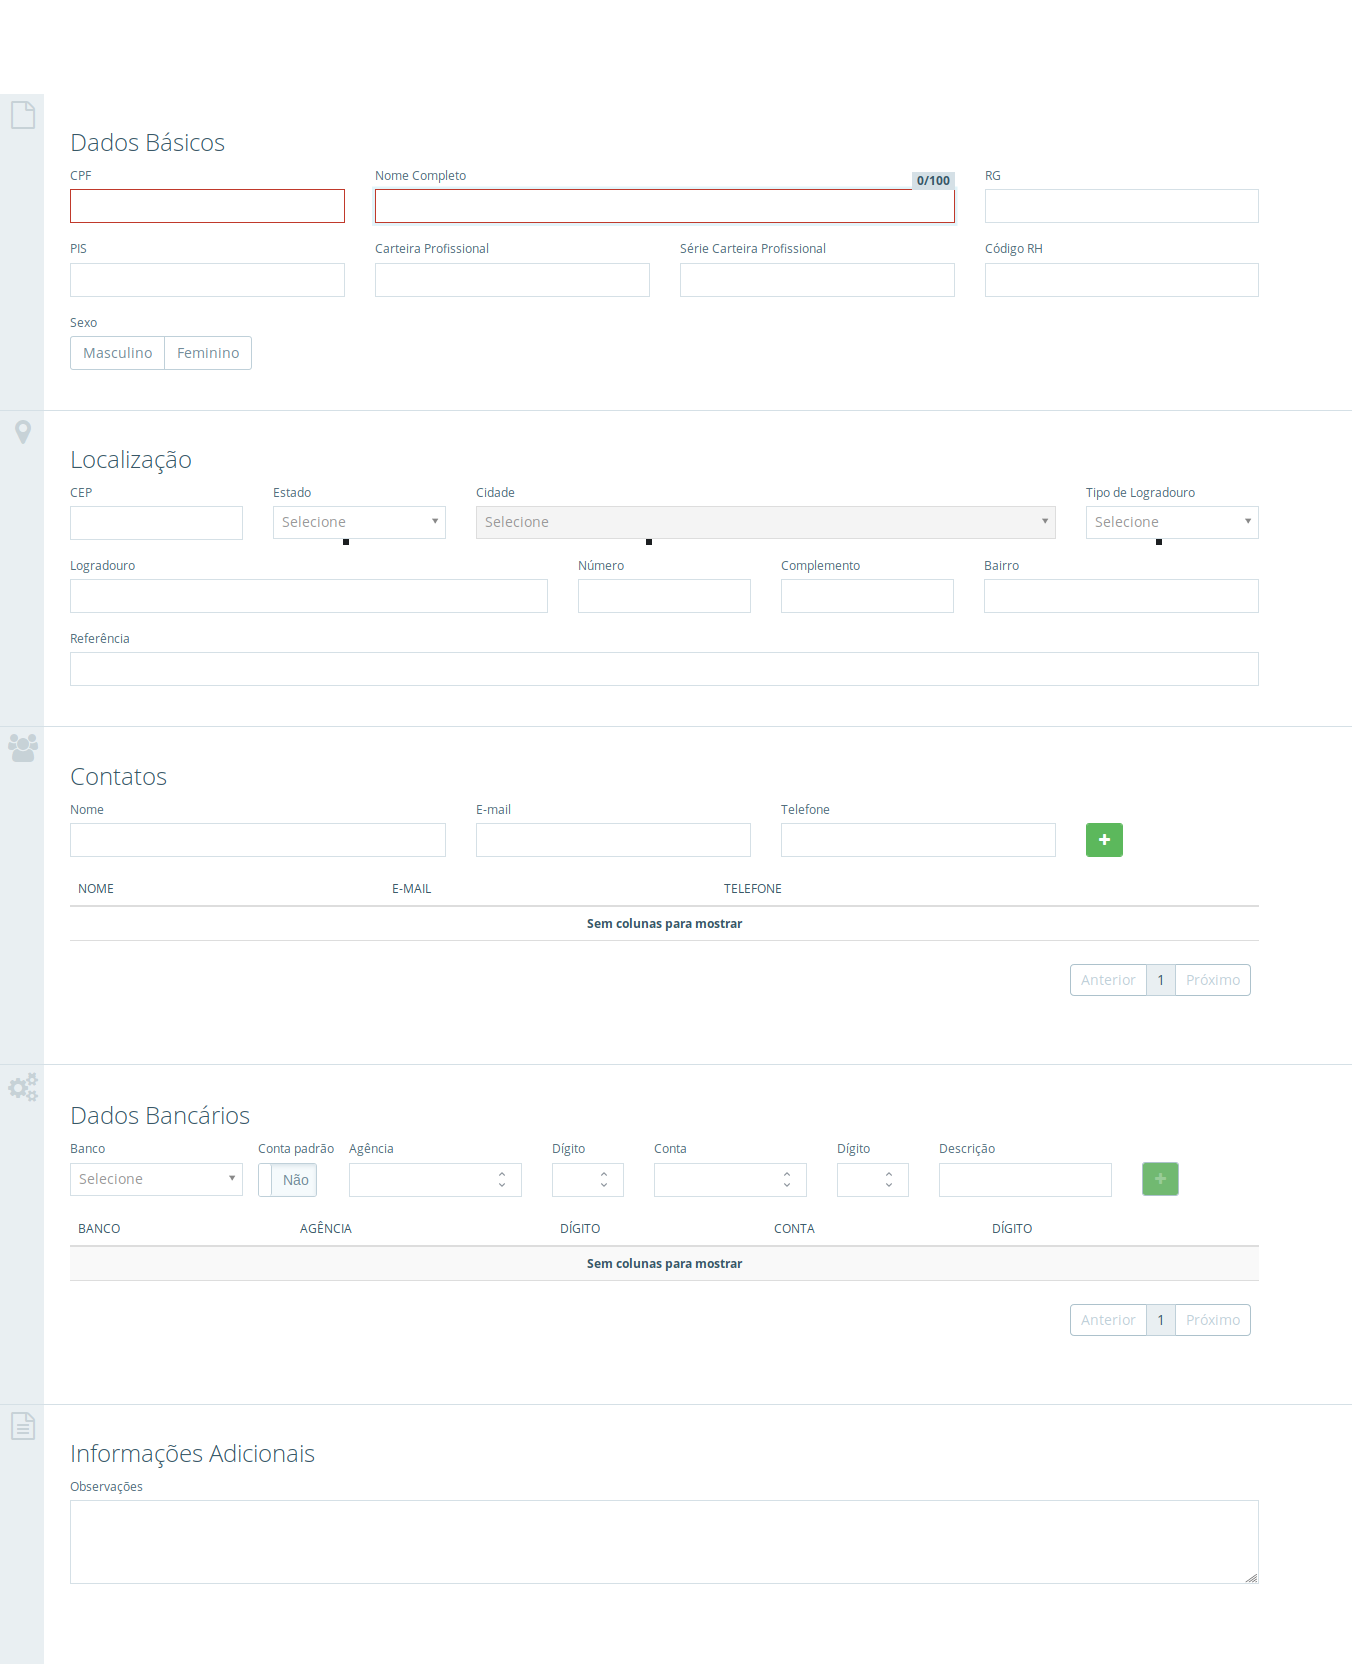 Dados Básicos
CPF Nome Completo 0/100 RG
PIS Carteira Profissional Série Carteira Profissional Código RH
Sexo
Masculino Feminino
Localização
CEP Estado Cidade Tipo de Logradouro
Selecione Selecione Selecione
Logradouro Número Complemento Bairro
Referência
Contatos
Nome E-mail Telefone
NOME E-MAIL TELEFONE
Sem colunas para mostrar
Anterior 1 Próximo
Dados Bancários
Banco Conta padrão Agência Dígito Conta Dígito Descrição
Selecione Não
BANCO AGÊNCIA DÍGITO CONTA DÍGITO
Sem colunas para mostrar
Anterior 1 Próximo
Informações Adicionais
Observações